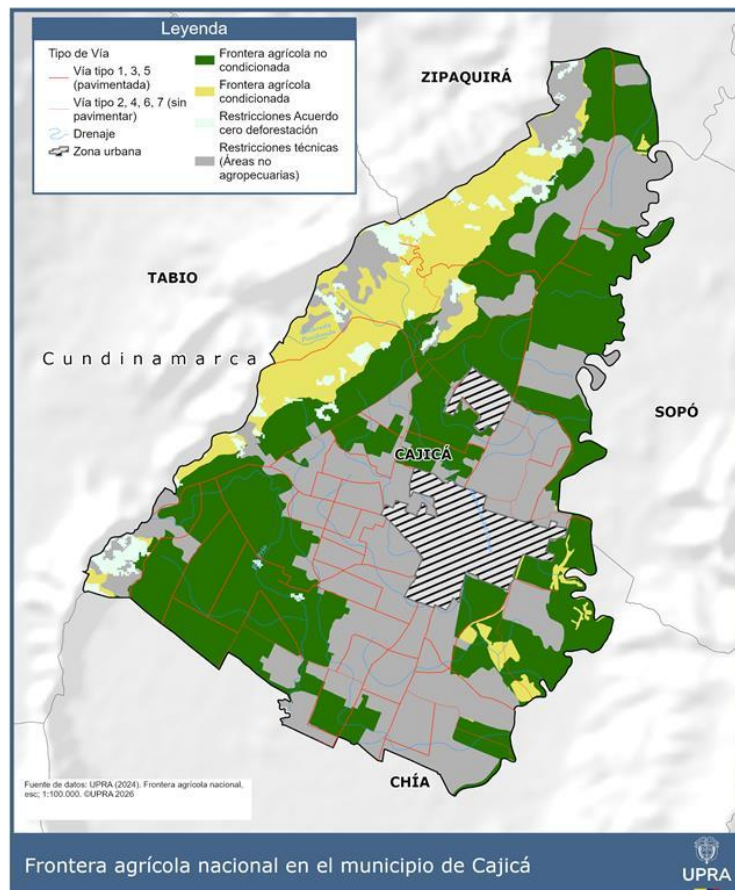 Leyenda
Tipo de Vía
Vía tipo 1, 3, 5
(pavimentada)
Vía tipo 2, 4, 6, 7 (sin
pavimentar)
Drenaje
Zona urbana
Frontera agrícola no
condicionada
Frontera agrícola
condicionada
Restricciones Acuerdo
cero deforestación
Restricciones técnicas
(Áreas no
agropecuarias)
ZIPAQUIRÁ
TABIO
Cundinamarca
SOPÓ
CAJICÁ
CHÍA
Fuente de datos: UPRA (2024). Frontera agrícola nacional,
esc; 1:100.000. ©UPRA 2026
Frontera agrícola nacional en el municipio de Cajicá
UPRA